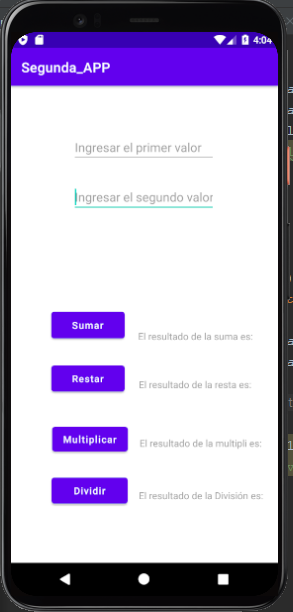 4:04
Segunda_APP
Ingresar el primer valor
Ingresar el segundo valor
Sumar
El resultado de la suma es:
Restar
El resultado de la resta es:
Multiplicar
El resultado de la multipli es:
Dividir
El resultado de la División es: